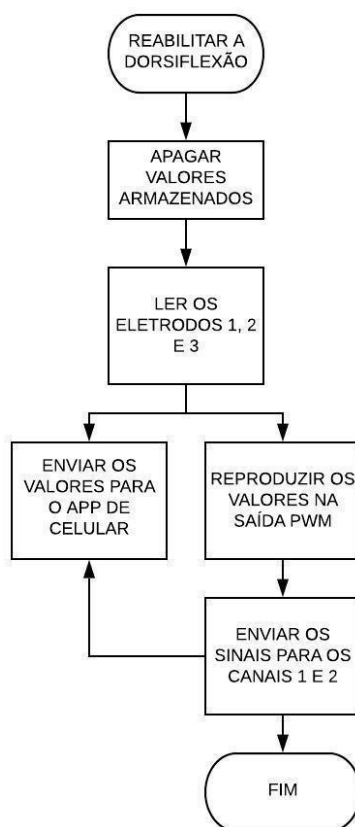 REABILITAR A
DORSIFLEXÃO
APAGAR
VALORES
ARMAZENADOS
LER OS
ELETRODOS 1, 2
E 3
ENVIAR OS
VALORES PARA
O APP DE
CELULAR
REPRODUZIR OS
VALORES NA
SAÍDA PWM
ENVIAR OS
SINAIS PARA OS
CANAIS 1 E 2
FIM